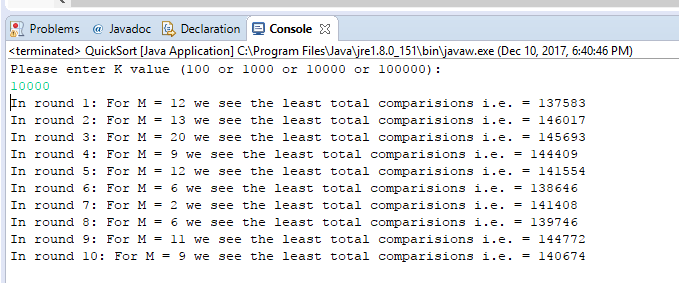 Problems @ Javadoc Declaration Console
<terminated> QuickSort [Java Application] C:\Program Files\Java\jre1.8.0_151\bin\javaw.exe (Dec 10, 2017, 6:40:46 PM)
Please enter K value (100 or 1000 or 10000 or 100000):
10000
In round 1: For M = 12 we see the least total comparisions i.e. = 137583
In round 2: For M = 13 we see the least total comparisions i.e. = 146017
In round 3: For M = 20 we see the least total comparisions i.e. = 145693
In round 4: For M = 9 we see the least total comparisions i.e. = 144409
In round 5: For M = 12 we see the least total comparisions i.e. = 141554
In round 6: For M = 6 we see the least total comparisions i.e. = 138646
In round 7: For M = 2 we see the least total comparisions i.e. = 141408
In round 8: For M = 6 we see the least total comparisions i.e. = 139746
In round 9: For M = 11 we see the least total comparisions i.e. = 144772
In round 10: For M = 9 we see the least total comparisions i.e. = 140674